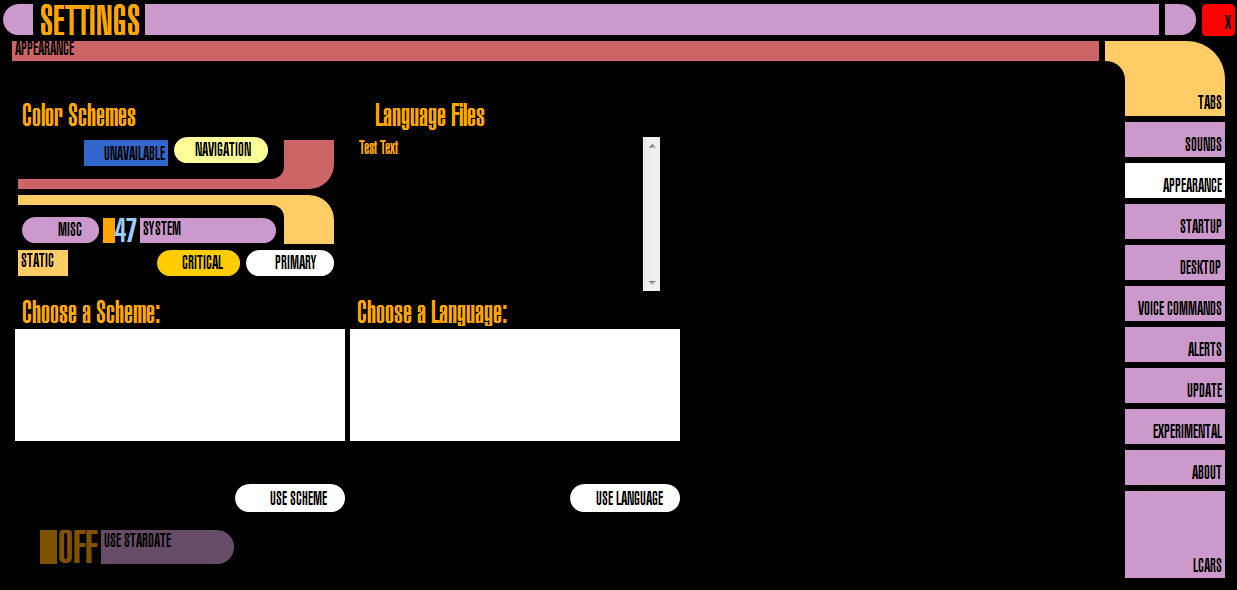 SETTINGS
X
APPEARANCE
TABS
Color Schemes
Language Files
UNAVAILABLE
NAVIGATION
Test Text
SOUNDS
APPEARANCE
MISC
47
SYSTEM
STARTUP
STATIC
CRITICAL
PRIMARY
DESKTOP
Choose a Scheme:
Choose a Language:
VOICE COMMANDS
ALERTS
UPDATE
EXPERIMENTAL
ABOUT
USE SCHEME
USE LANGUAGE
OFF
USE STARDATE
LCARS